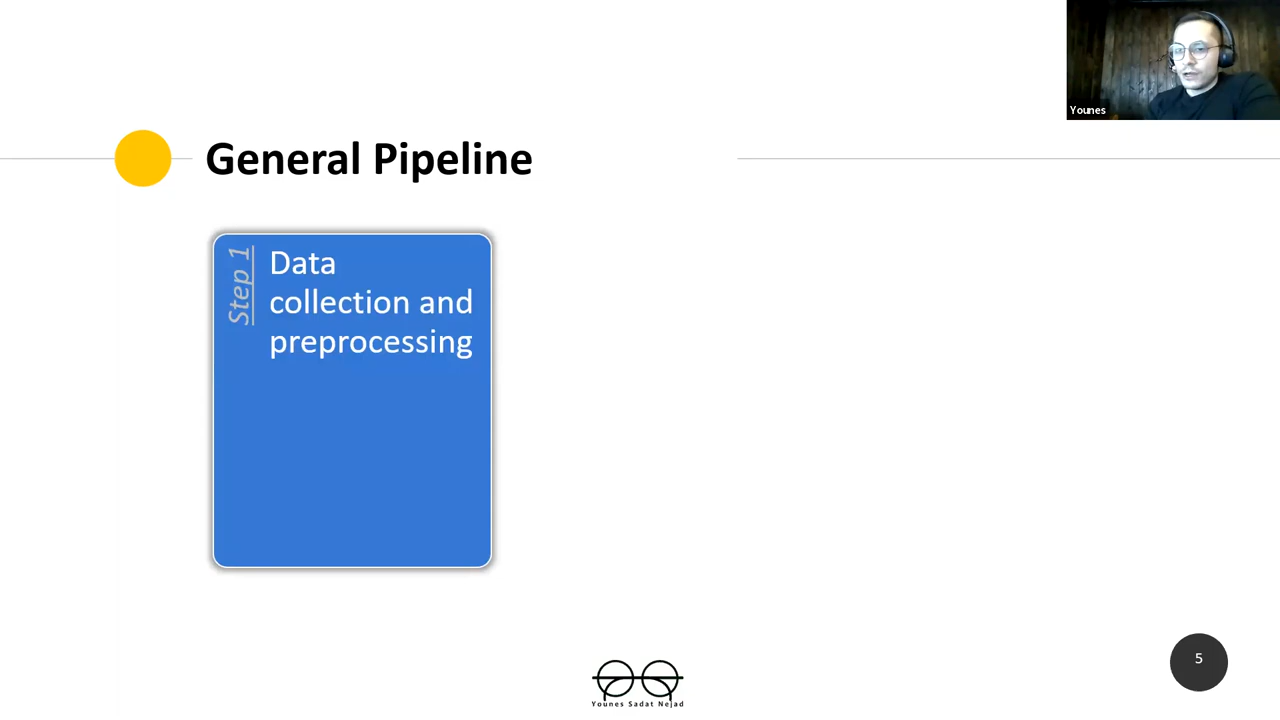 Younes
General Pipeline
Step 1
Data
collection and
preprocessing
5
Younes Sadat Nejad